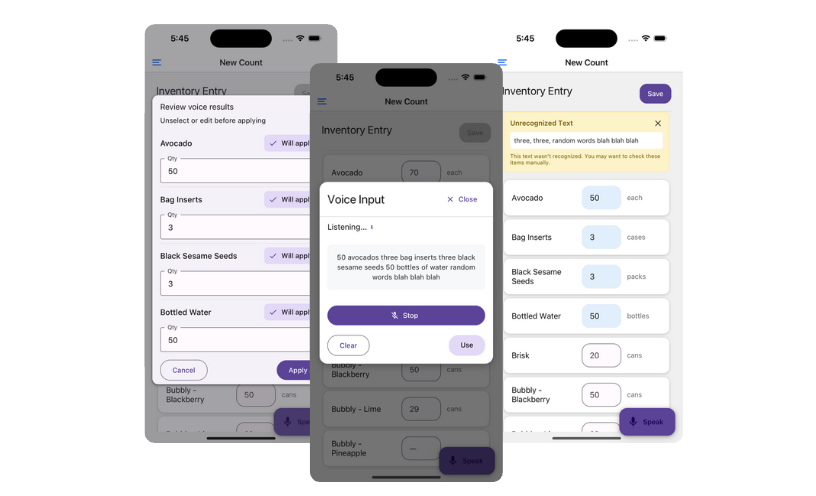 5:45
New Count
Inventory Entry
Review voice results
Unselect or edit before applying
Avocado
Will appl
Qty
50
Bag Inserts
Will appl
Qty
3
Black Sesame Seeds
Will appl
Qty
3
Bottled Water
Will appl
Qty
50
Cancel
Apply
Bubbly -
Blackberry
50
cans
5:45
New Count
Inventory Entry
Save
Avocado
70
each
Voice Input
Close
Listening...
50 avocados three bag inserts three black
sesame seeds 50 bottles of water random
words blah blah blah
Stop
Clear
Use
Bubbly -
Blackberry
50
cans
Bubbly - Lime
29
cans
Bubbly -
Pineapple
Speak
5:45
New Count
Inventory Entry
Save
Unrecognized Text
three, three, random words blah blah blah
This text wasn't recognized. You may want to check these
items manually.
Avocado
50
each
Bag Inserts
3
cases
Black Sesame
Seeds
3
packs
Bottled Water
50
bottles
Brisk
20
cans
Bubbly -
Blackberry
50
cans
Speak